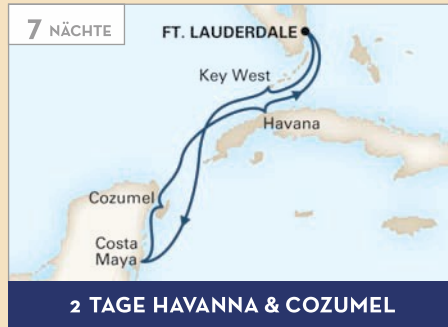 7 NÄCHTE
FT. LAUDERDALE
Key West
Havana
Cozumel
Costa
Maya
2 TAGE HAVANNA & COZUMEL